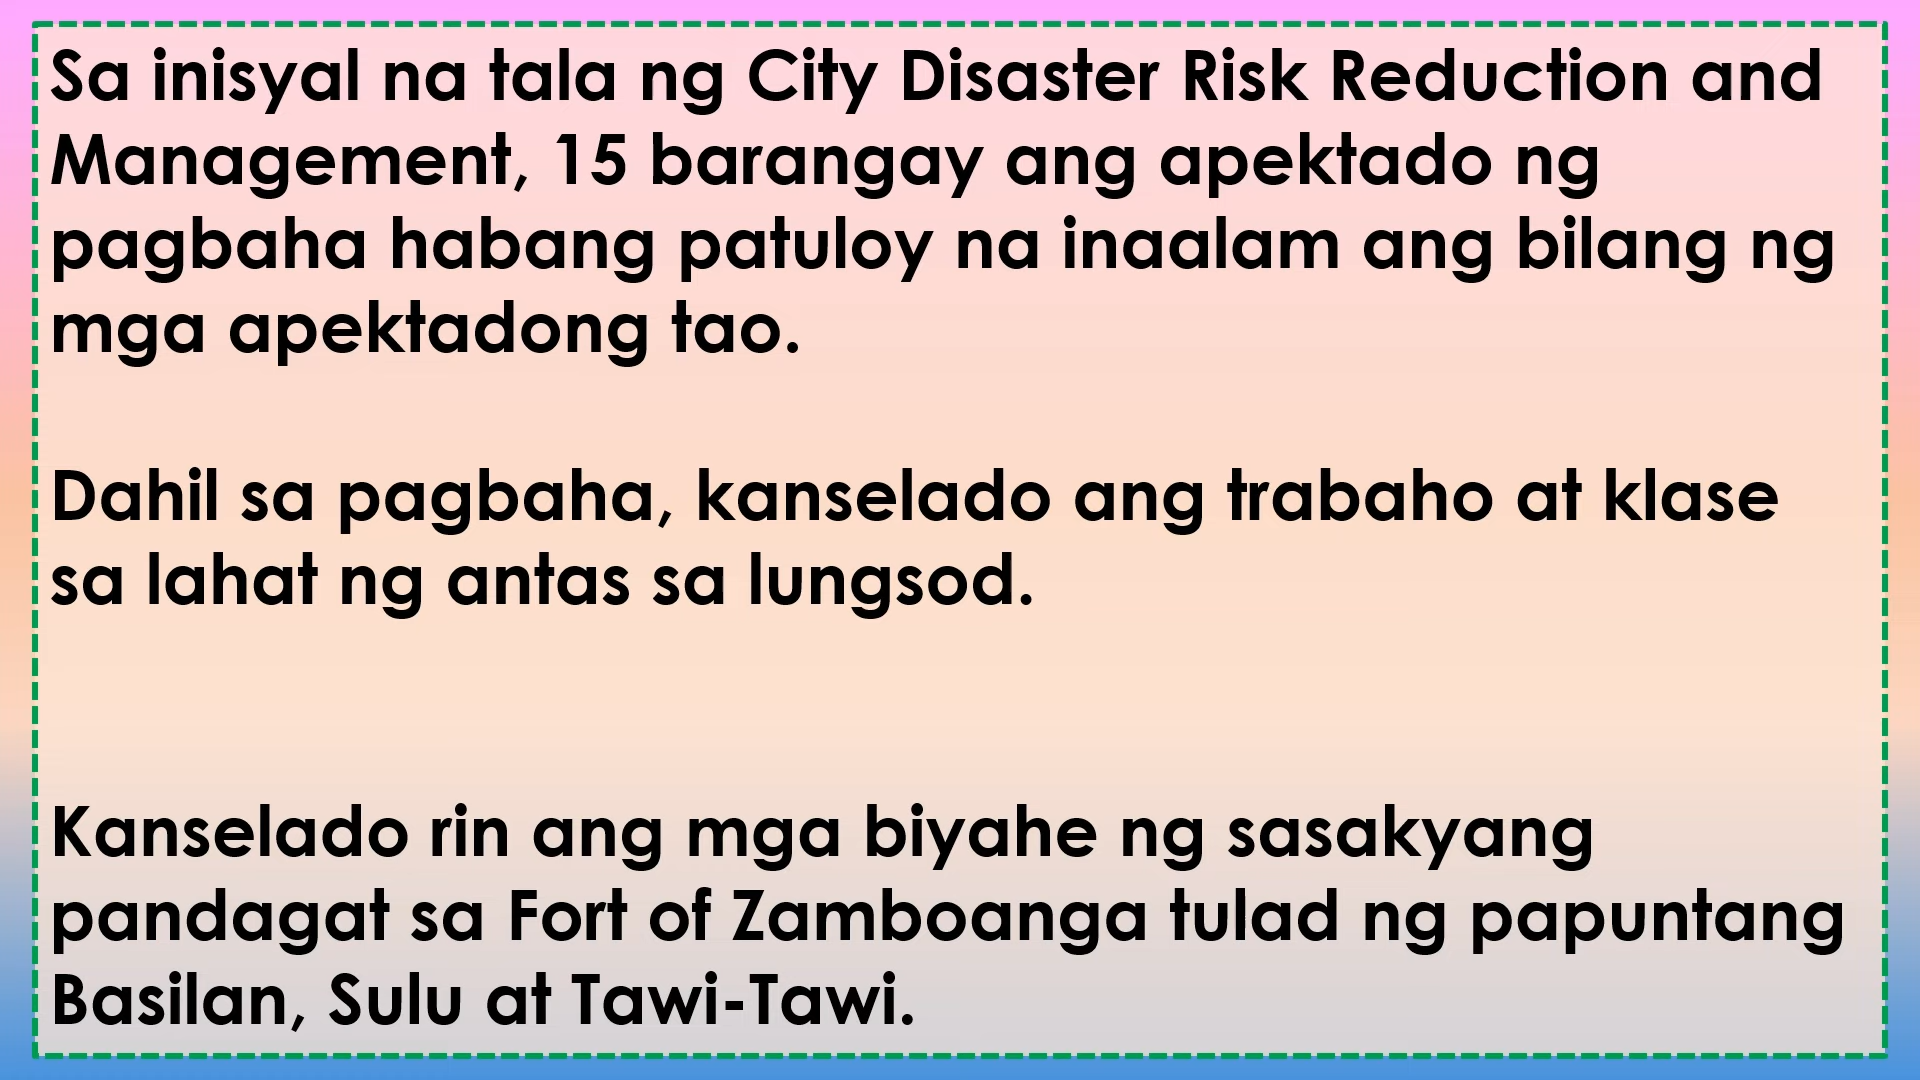 Sa inisyal na tala ng City Disaster Risk Reduction and
Management, 15 barangay ang apektado ng
pagbaha habang patuloy na inaalam ang bilang ng
mga apektadong tao.
Dahil sa pagbaha, kanselado ang trabaho at klase
sa lahat ng antas sa lungsod.
Kanselado rin ang mga biyahe ng sasakyang
pandagat sa Fort of Zamboanga tulad ng papuntang
Basilan, Sulu at Tawi-Tawi.